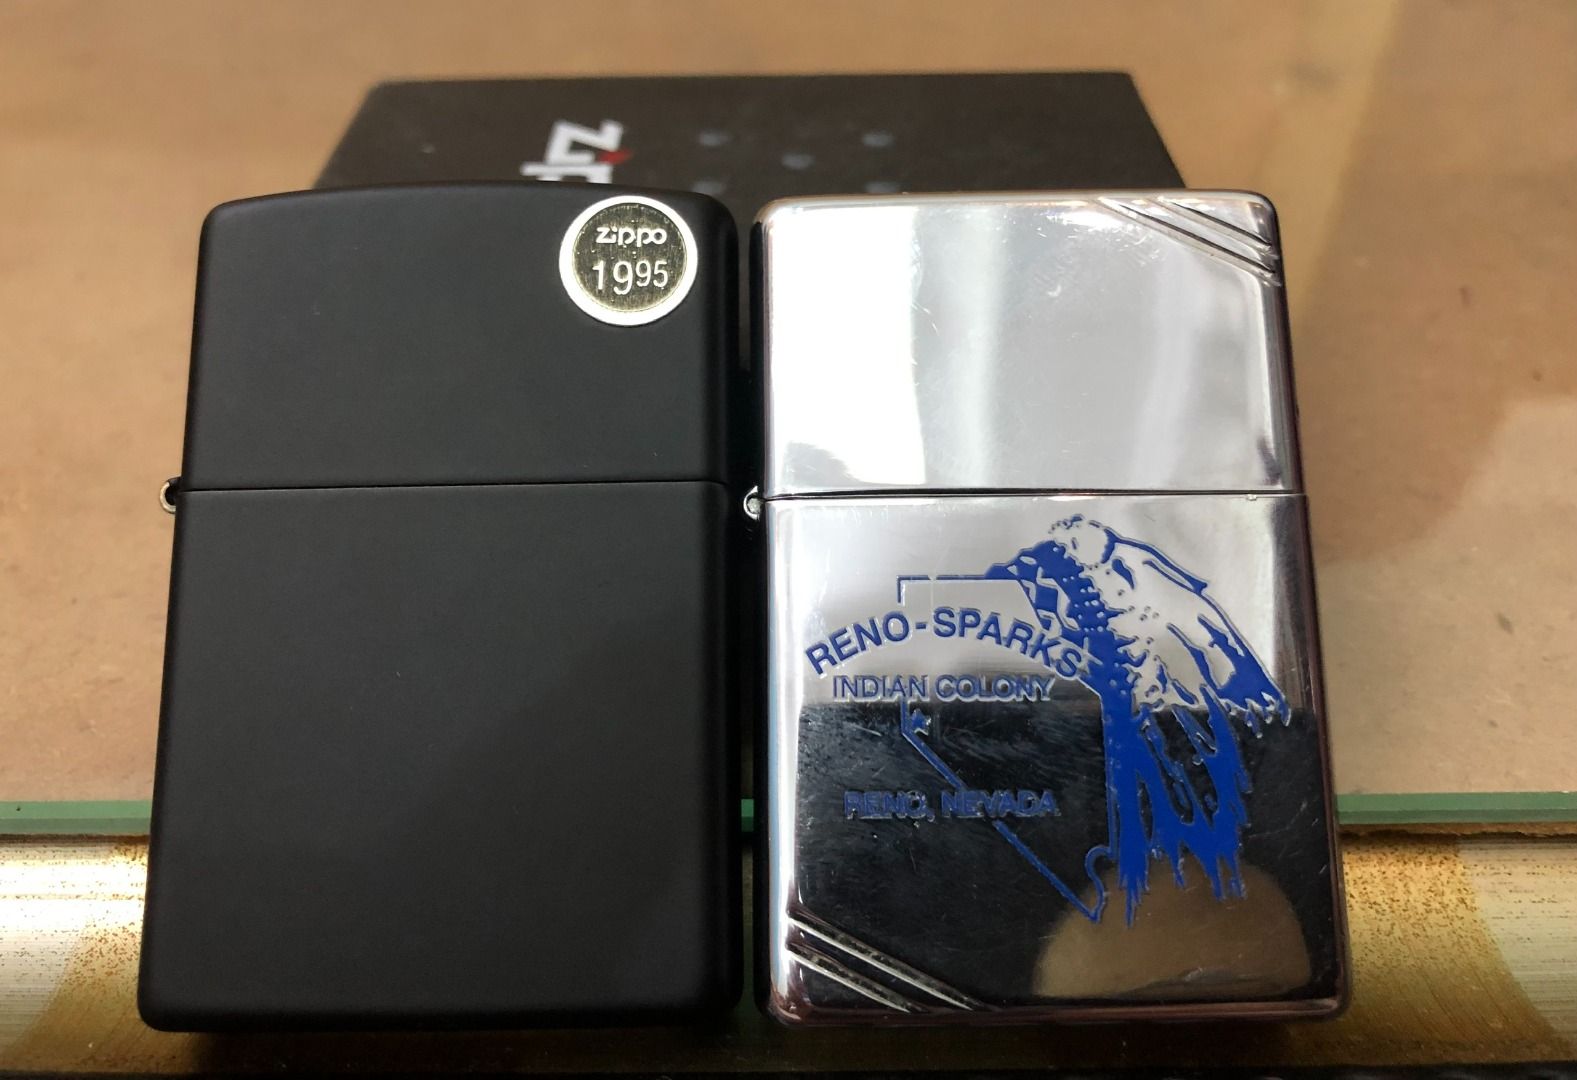 zippo
1995
RENO-SPARKS
INDIAN COLONY
RENO, NEVADA